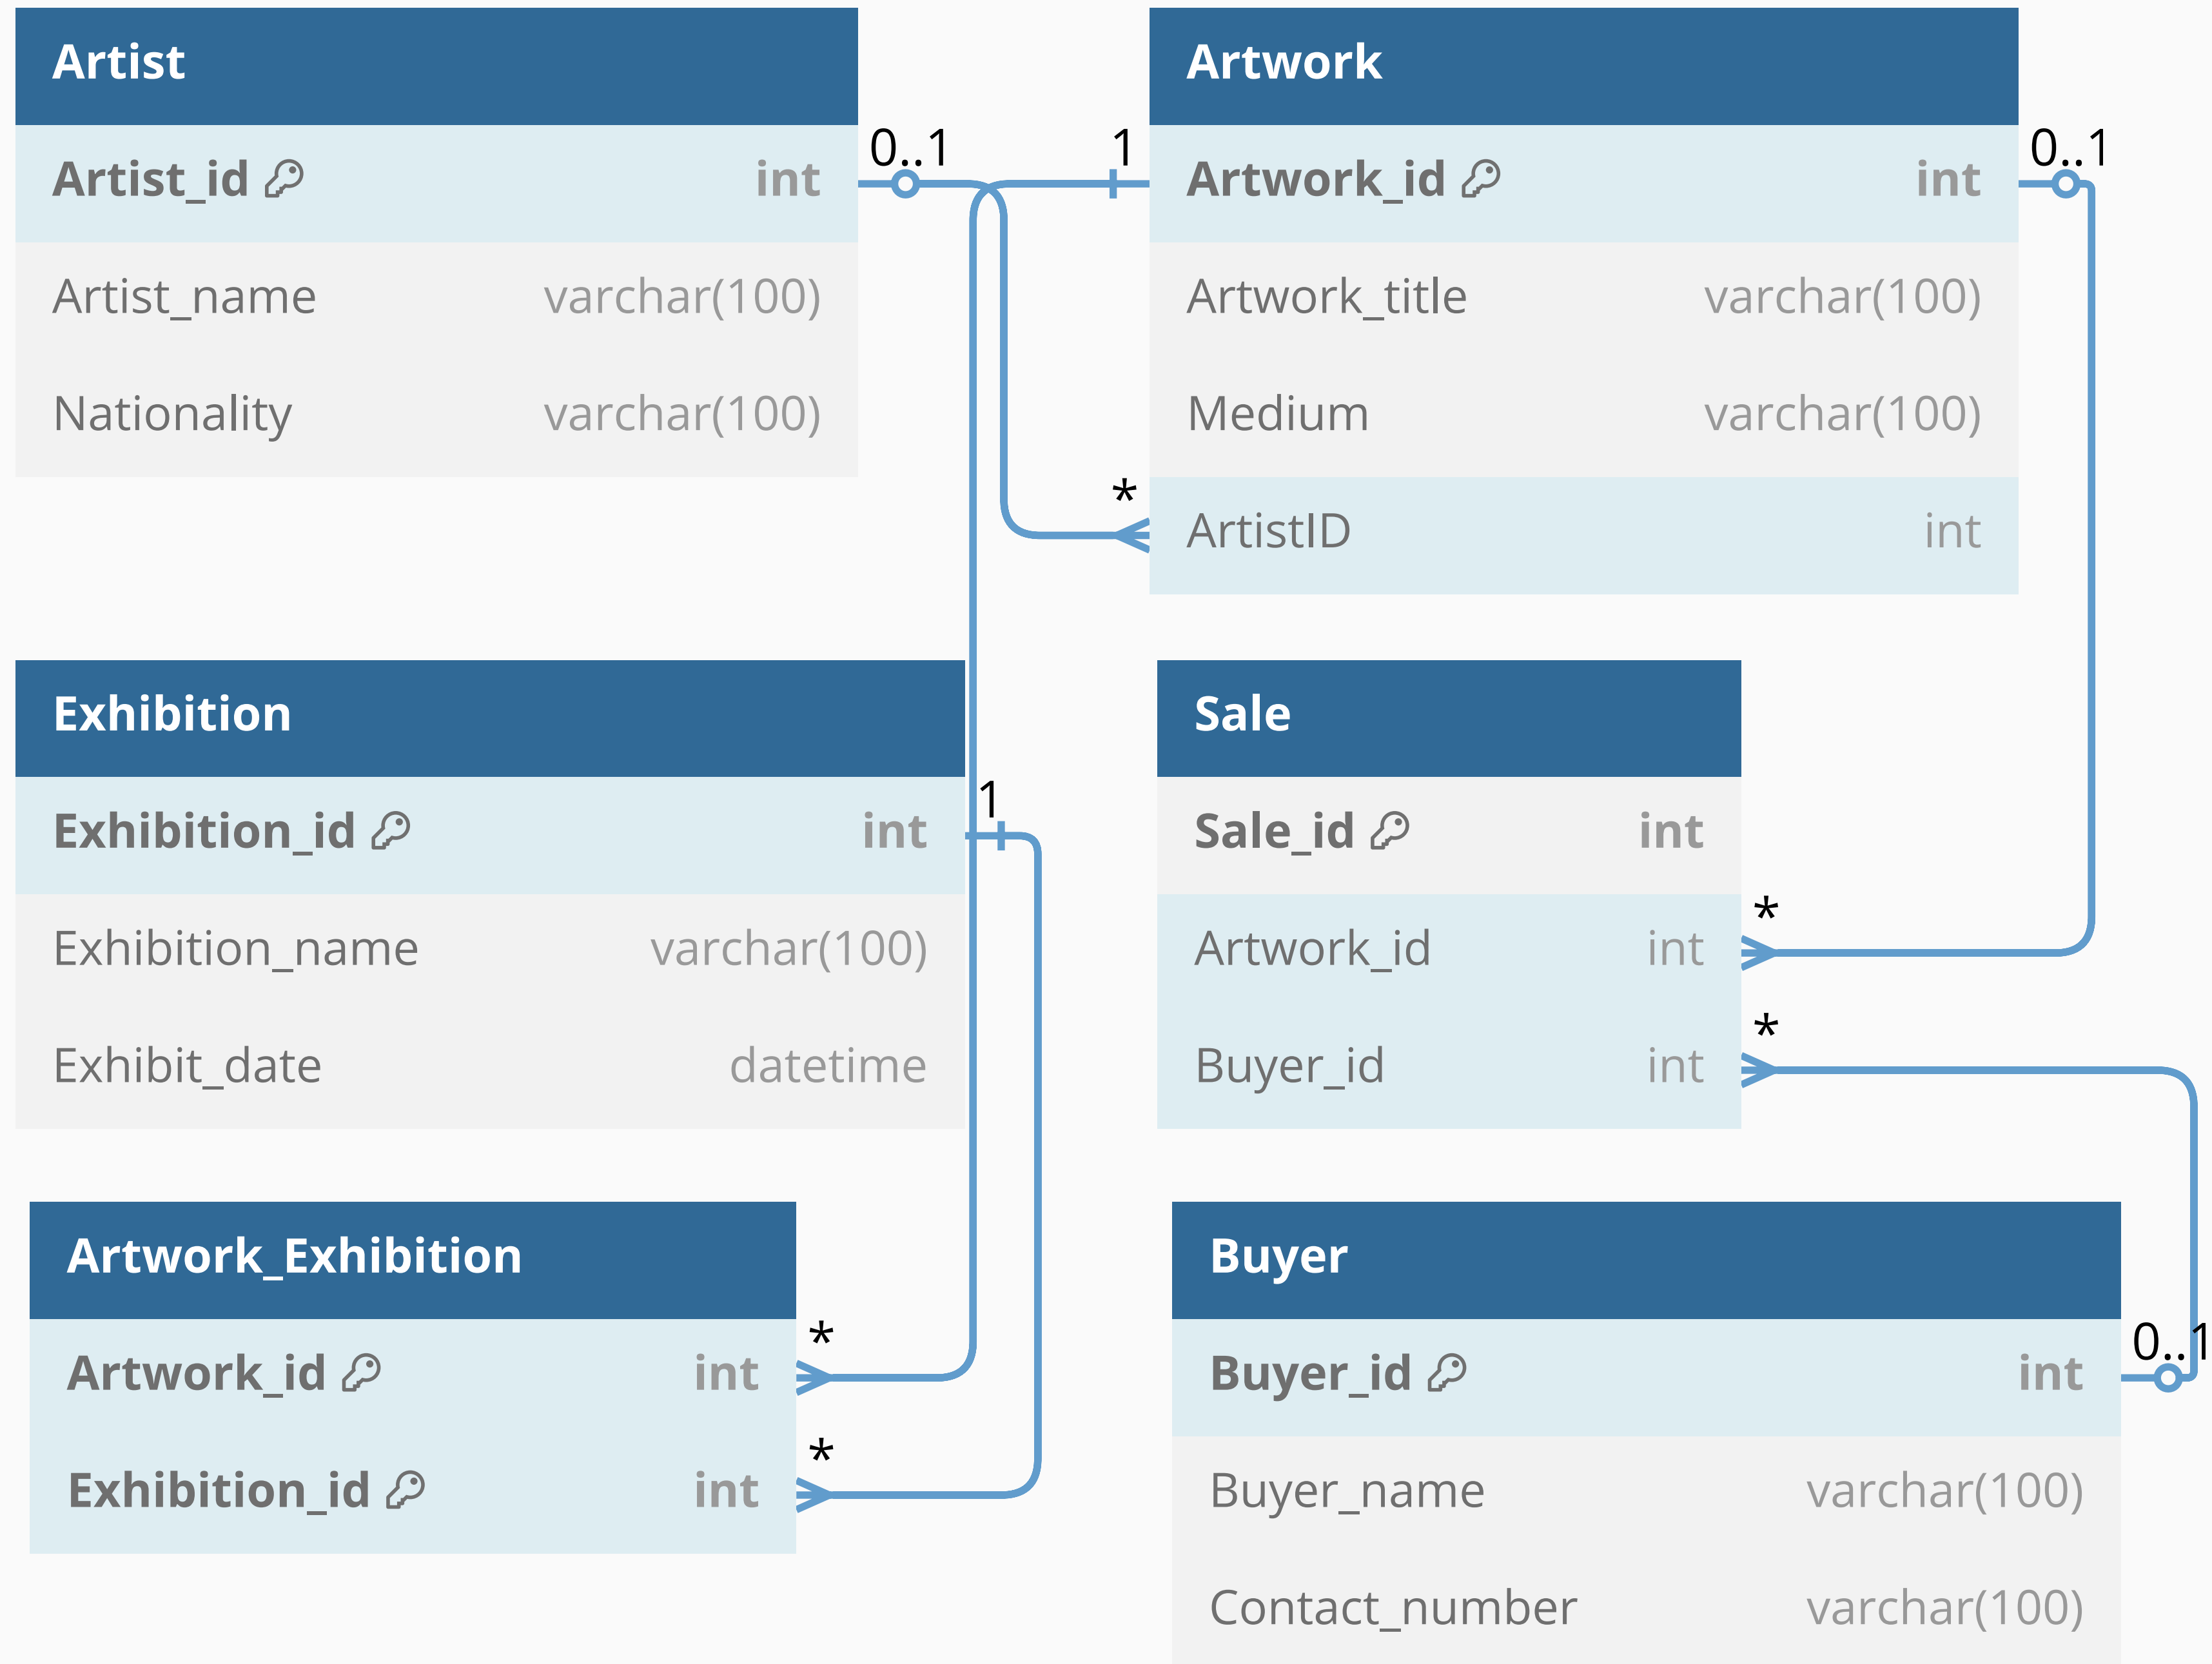 Artist
Artist_id int
Artist_name varchar(100)
Nationality varchar(100)
0..1
1
*
Artwork
Artwork_id int
Artwork_title varchar(100)
Medium varchar(100)
ArtistID int
0..1
Exhibition
Exhibition_id int
Exhibition_name varchar(100)
Exhibit_date datetime
1
Sale
Sale_id int
Artwork_id int
Buyer_id int
*
*
Artwork_Exhibition
Artwork_id int
Exhibition_id int
*
*
Buyer
Buyer_id int
Buyer_name varchar(100)
Contact_number varchar(100)
0..1